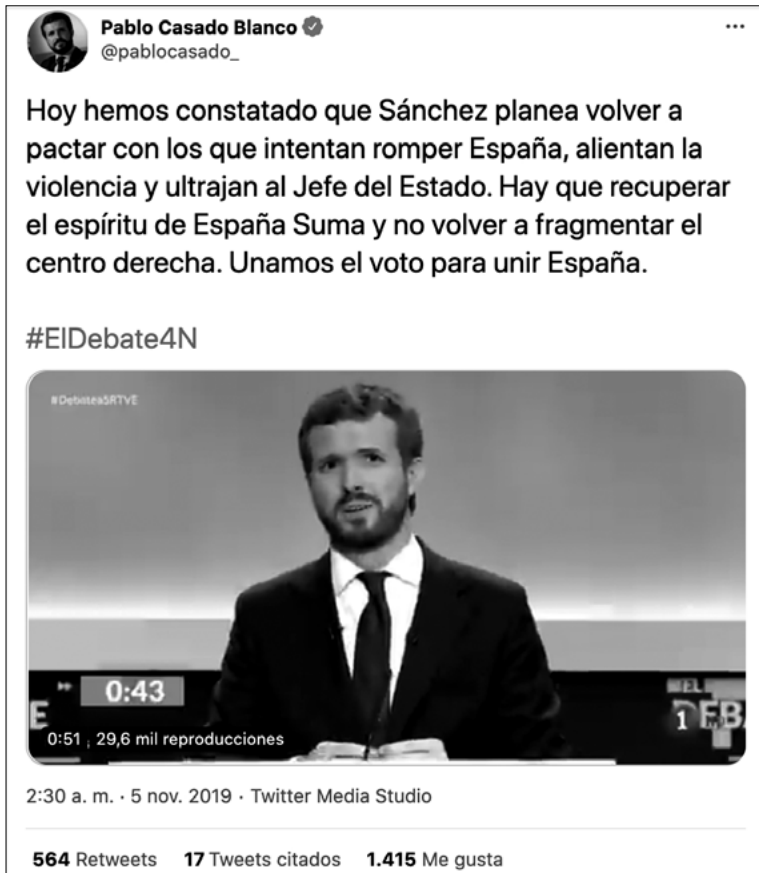 Pablo Casado Blanco
@pablocasado_
Hoy hemos constatado que Sánchez planea volver a
pactar con los que intentan romper España, alientan la
violencia y ultrajan al Jefe del Estado. Hay que recuperar
el espíritu de España Suma y no volver a fragmentar el
centro derecha. Unamos el voto para unir España.
#ElDebate4N
#Debatea5RTVE
0:43
EL
E
DEBA
1
0:51
29,6 mil reproducciones
2:30 a. m. · 5 nov. 2019 · Twitter Media Studio
564 Retweets 17 Tweets citados 1.415 Me gusta